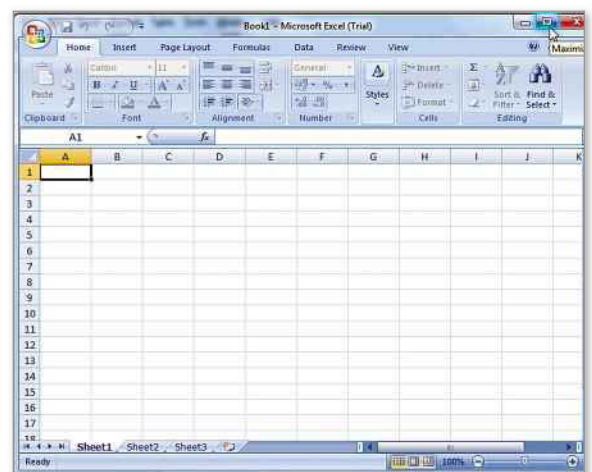 Book1 - Microsoft Excel (Trial)
Home Insert Page Layout Formulas Data Review View
Maximi
Paste
Calibri 11
B I U A A
General
Styles
Insert
Delete
Format
Sort & Filter
Find & Select
Clipboard Font Alignment Number Cells Editing
A1 fx
A B C D E F G H I J K
1
2
3
4
5
6
7
8
9
10
11
12
13
14
15
16
17
18
Sheet1 Sheet2 Sheet3
Ready 100%